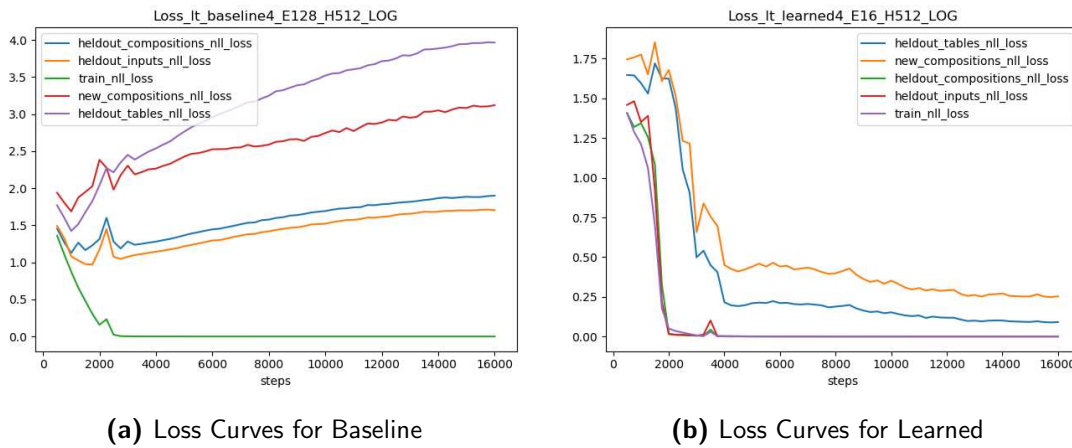 Loss_lt_baseline4_E128_H512_LOG
4.0
3.5
3.0
2.5
2.0
1.5
1.0
0.5
0.0
heldout_compositions_nll_loss
heldout_inputs_nll_loss
train_nll_loss
new_compositions_nll_loss
heldout_tables_nll_loss
0 2000 4000 6000 8000 10000 12000 14000 16000
steps
(a) Loss Curves for Baseline
Loss_lt_learned4_E16_H512_LOG
1.75
1.50
1.25
1.00
0.75
0.50
0.25
0.00
heldout_tables_nll_loss
new_compositions_nll_loss
heldout_compositions_nll_loss
heldout_inputs_nll_loss
train_nll_loss
0 2000 4000 6000 8000 10000 12000 14000 16000
steps
(b) Loss Curves for Learned